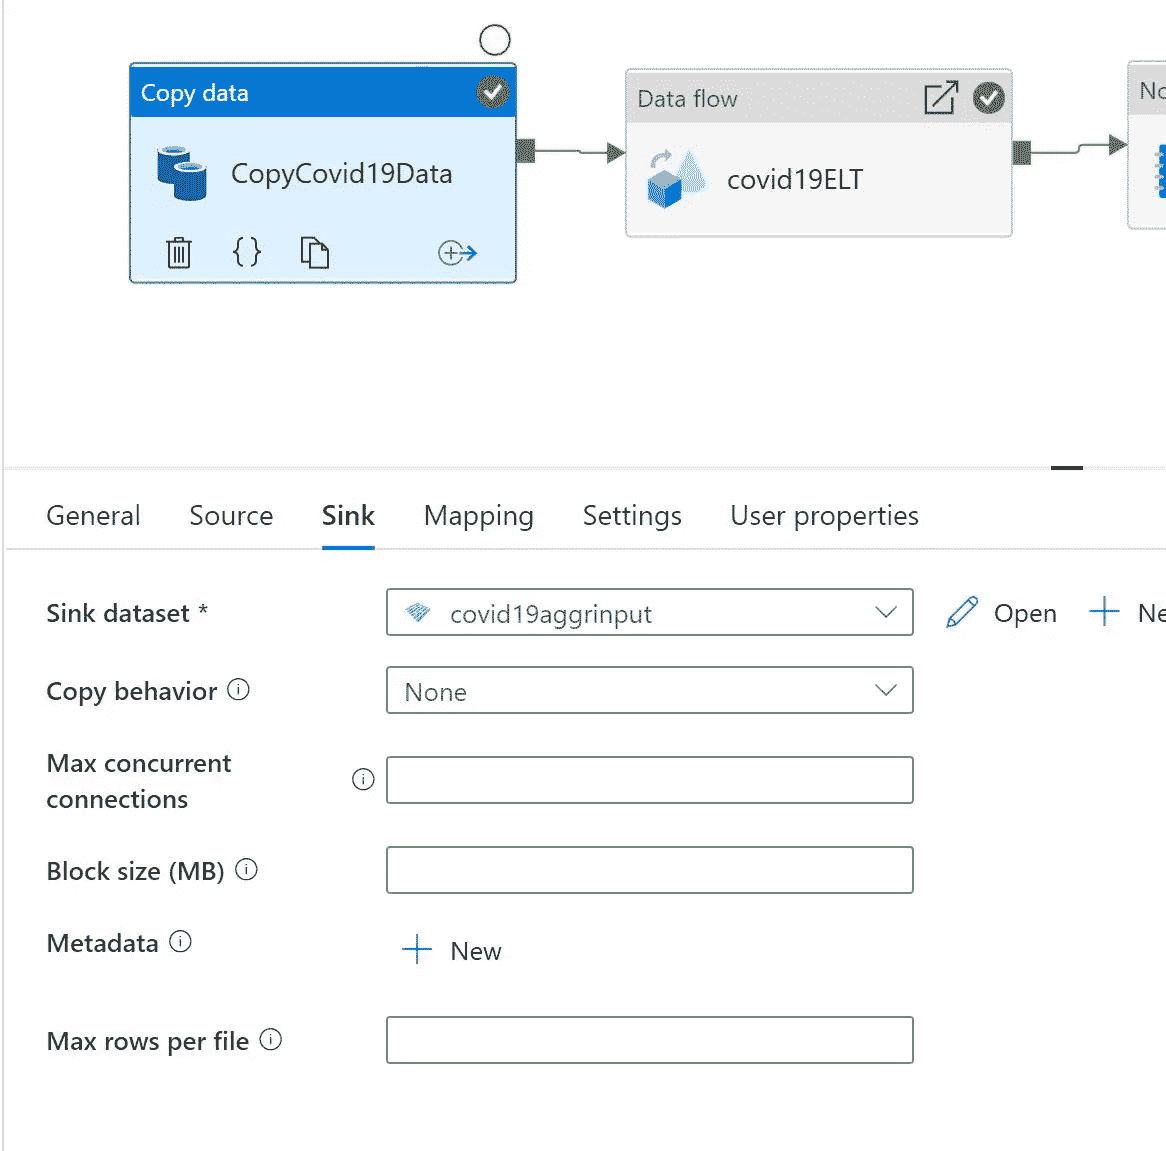 Copy data
CopyCovid19Data
{}
Data flow
covid19ELT
No
General Source Sink Mapping Settings User properties
Sink dataset *
covid19aggrinput
Open
Ne
Copy behavior
None
Max concurrent
connections
Block size (MB)
Metadata
New
Max rows per file